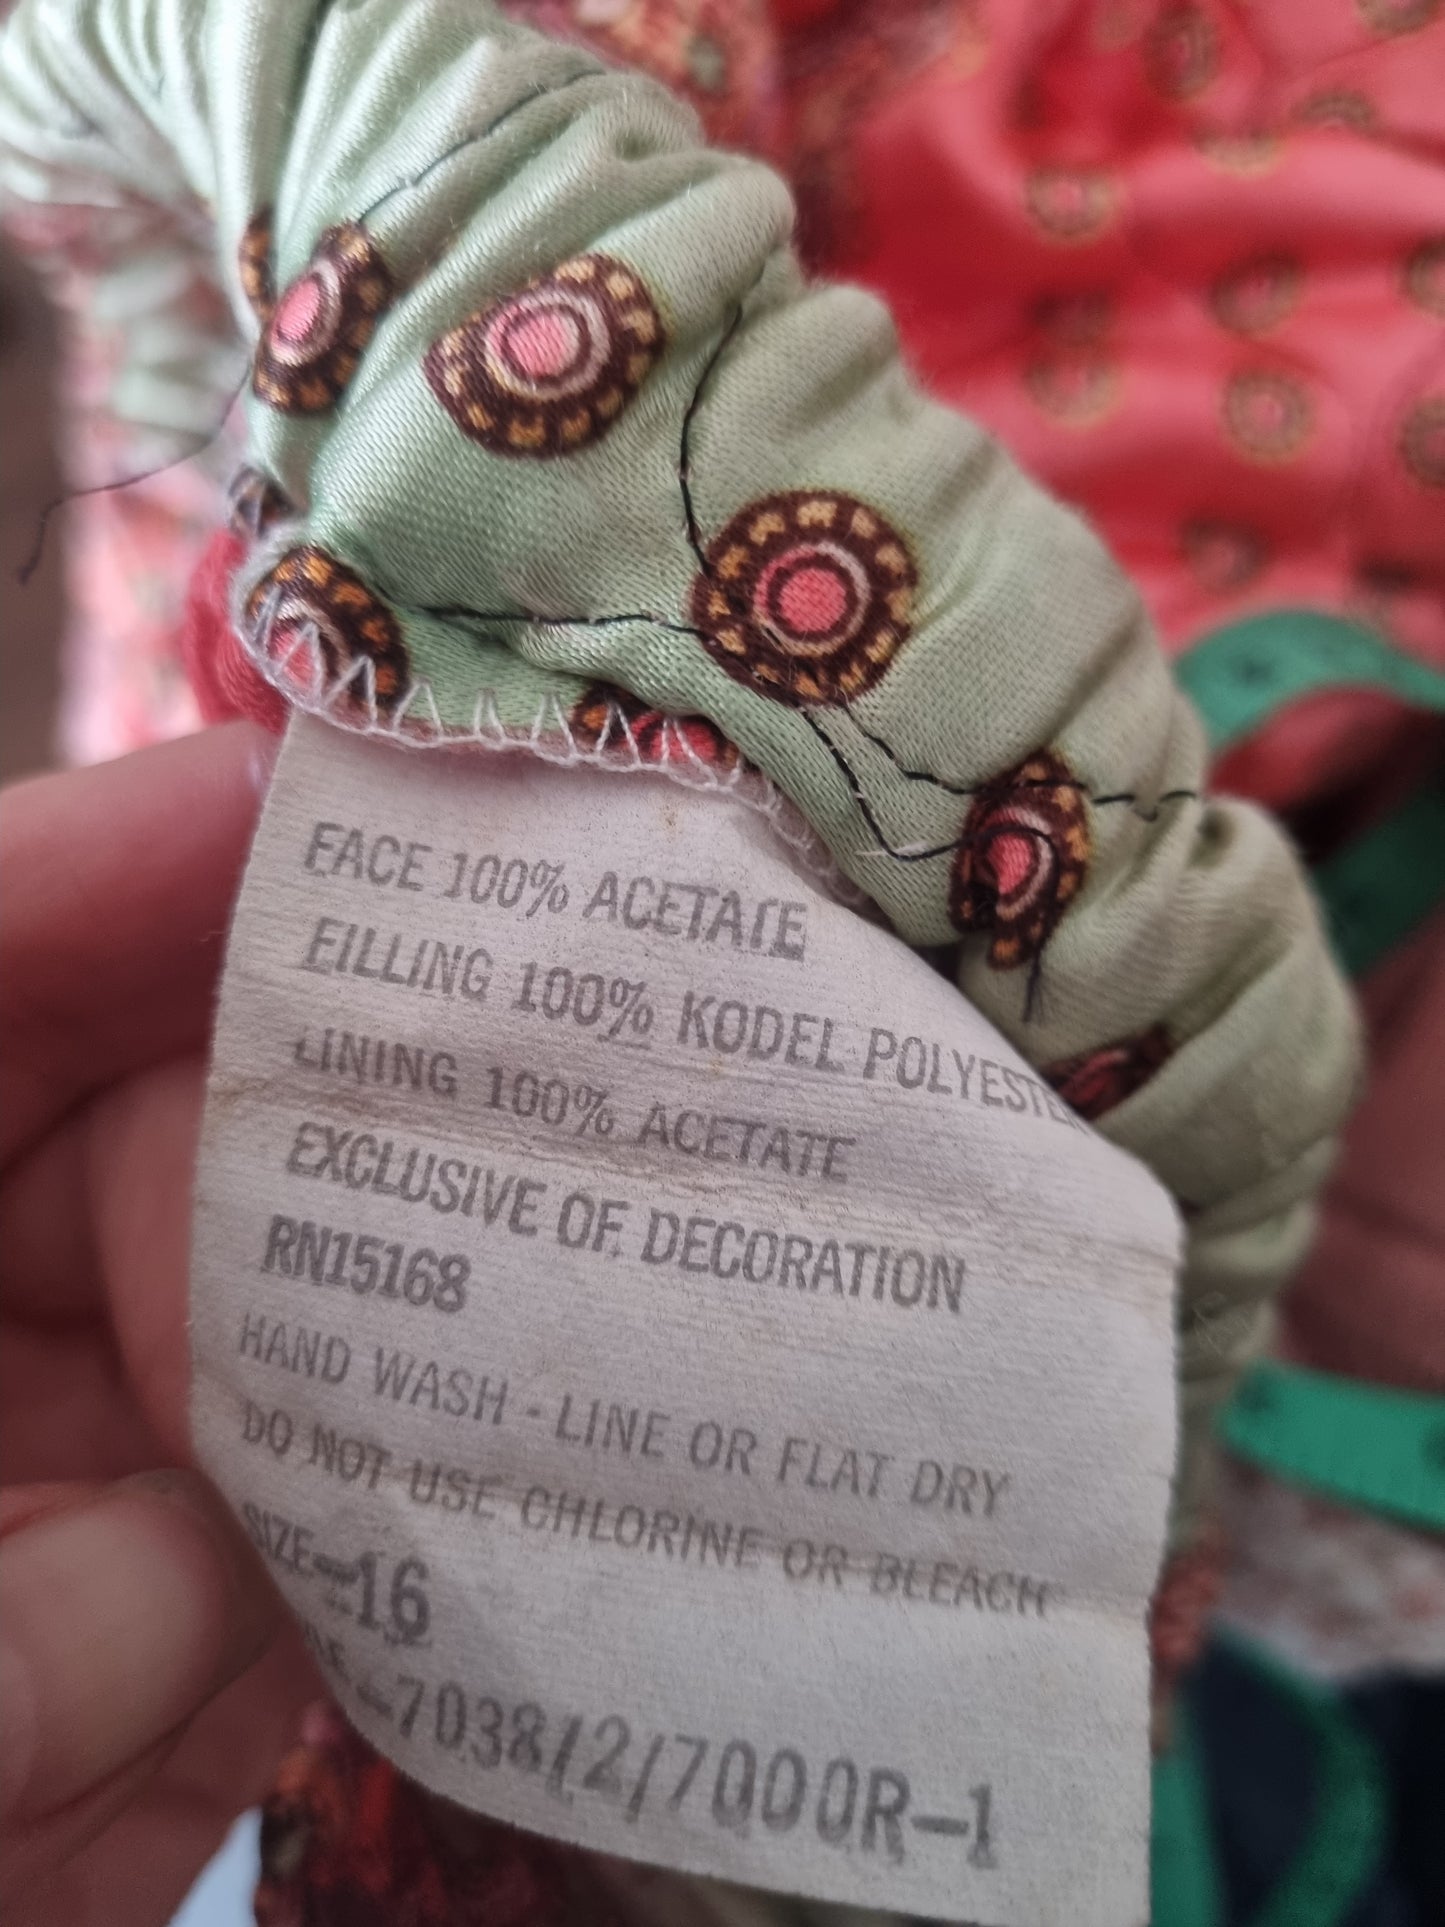 FACE 100% ACETATE
FILLING 100% KODEL POLYESTER
LINING 100% ACETATE
EXCLUSIVE OF DECORATION
RN15168
HAND WASH - LINE OR FLAT DRY
DO NOT USE CHLORINE OR BLEACH
SIZE-16
-7038/2/7000R-1